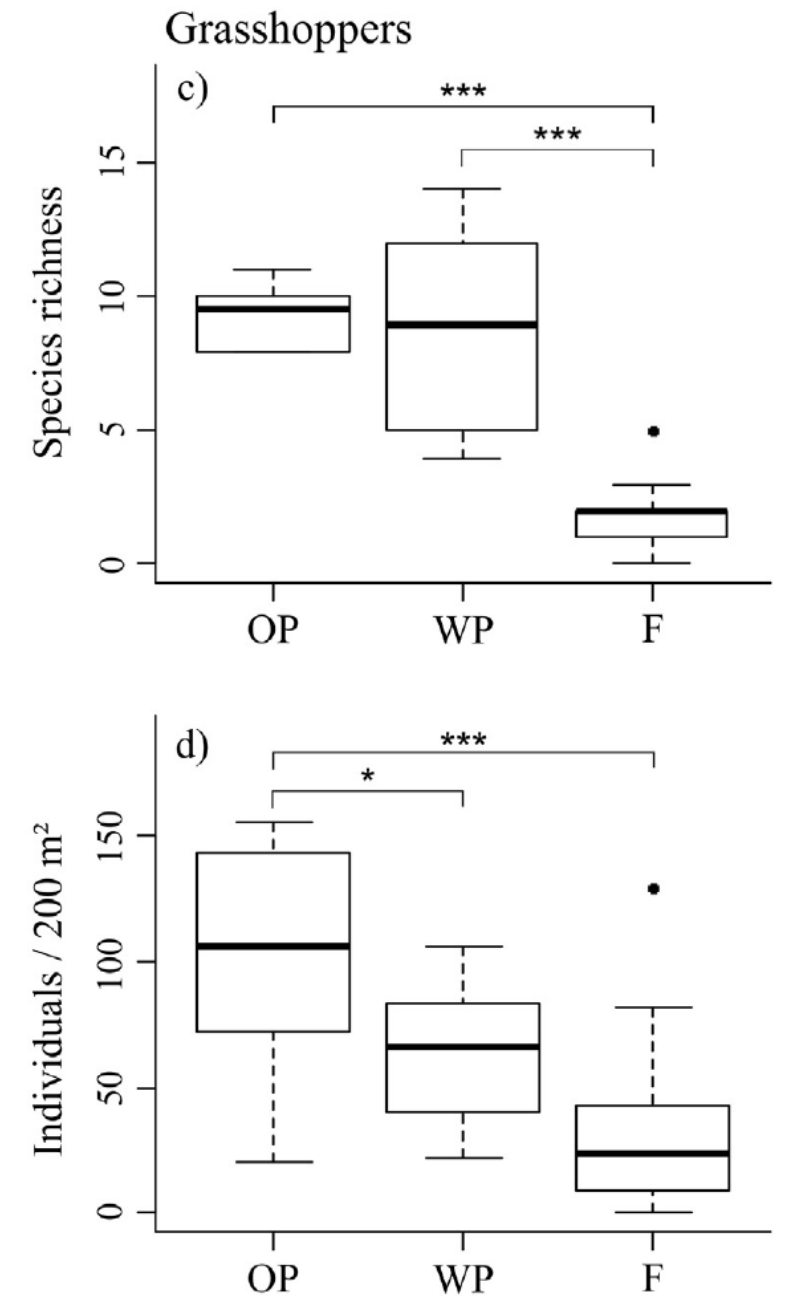 Grasshoppers
c)
***
***
Species richness
15
10
5
0
OP WP F
d)
***
*
Individuals / 200 m²
150
100
50
0
OP WP F